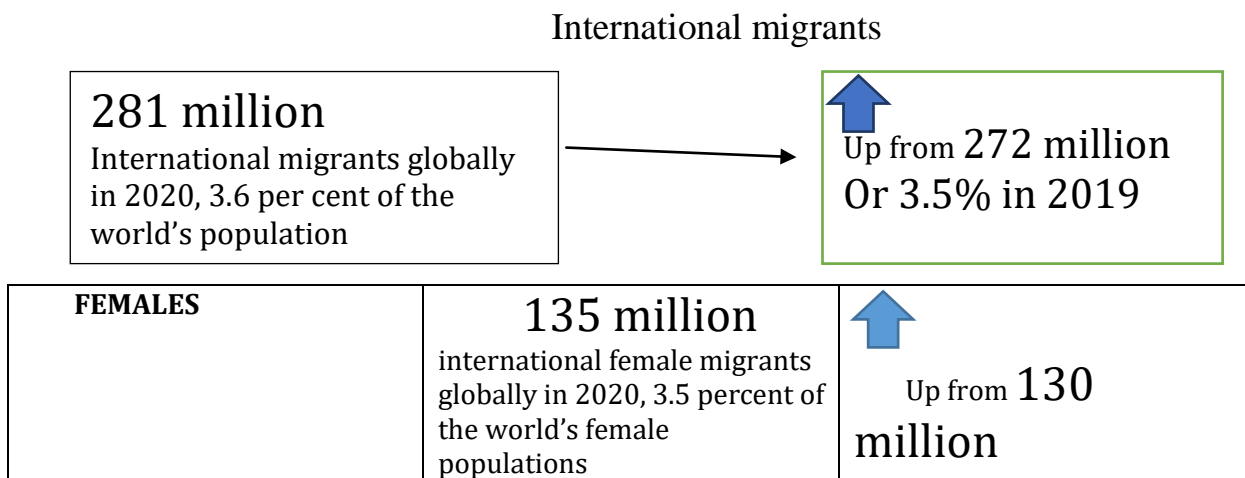 International migrants
281 million
International migrants globally
in 2020, 3.6 per cent of the
world’s population
Up from 272 million
Or 3.5% in 2019
FEMALES
135 million
international female migrants
globally in 2020, 3.5 percent of
the world’s female
populations
Up from 130
million